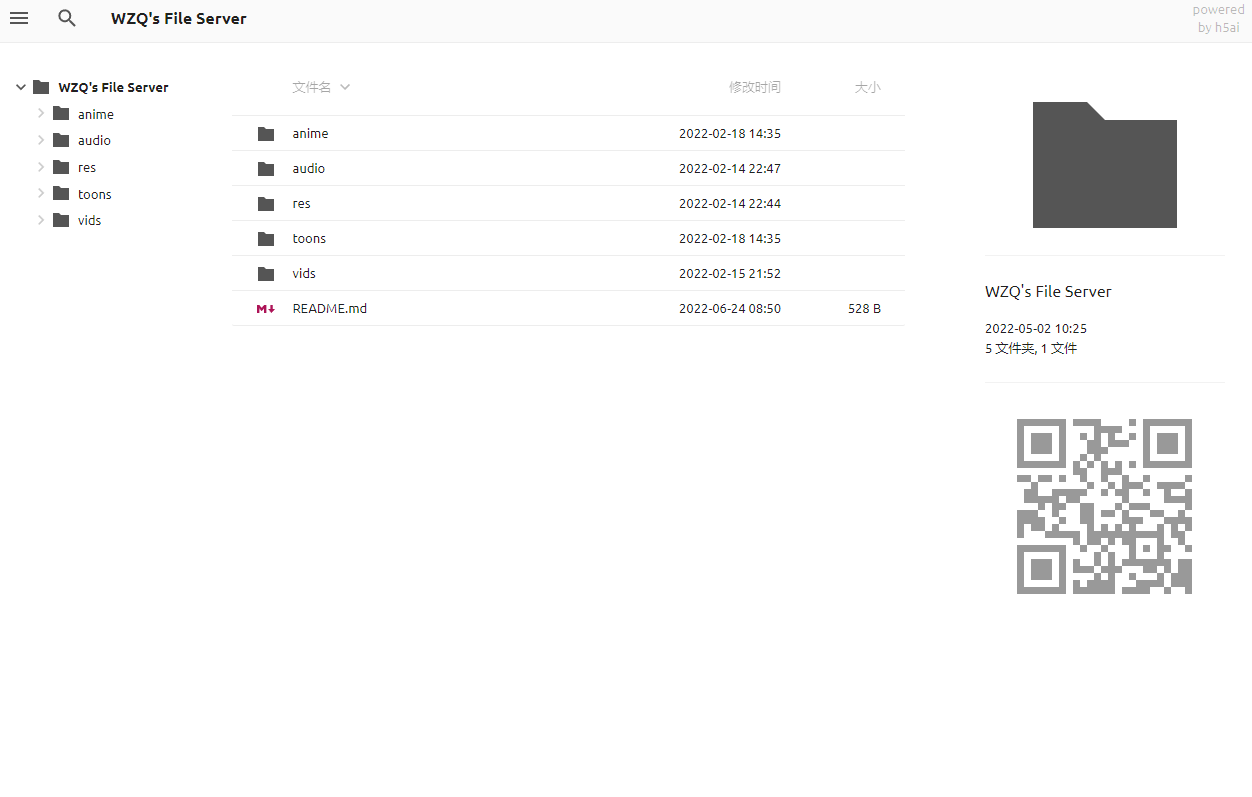 WZQ's File Server
powered
by h5ai
WZQ's File Server
anime
audio
res
toons
vids
文件名 修改时间 大小
anime 2022-02-18 14:35
audio 2022-02-14 22:47
res 2022-02-14 22:44
toons 2022-02-18 14:35
vids 2022-02-15 21:52
M README.md 2022-06-24 08:50 528 B
WZQ's File Server
2022-05-02 10:25
5 文件夹, 1 文件